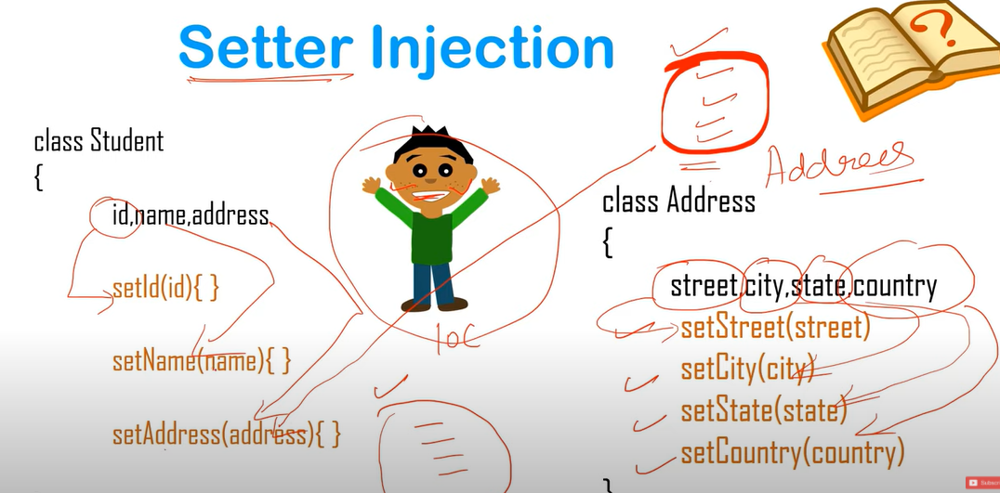 Setter Injection
class Student
{
id,name,address
setId(id){ }
setName(name){ }
setAddress(address){ }
IoC
Address
class Address
{
street,city,state,country
setStreet(street)
setCity(city)
setState(state)
setCountry(country)
}
?